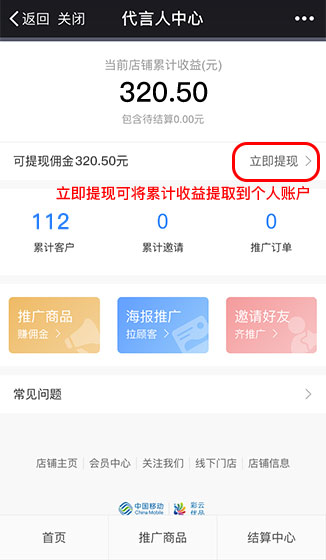 返回 关闭 代言人中心
当前店铺累计收益(元)
320.50
包含待结算0.00元
可提现佣金320.50元 立即提现
立即提现可将累计收益提取到个人账户
112 0 0
累计客户 累计邀请 推广订单
推广商品 海报推广 邀请好友
赚佣金 拉顾客 齐推广
常见问题
店铺主页 会员中心 关注我们 线下门店 店铺信息
中国移动 彩云
China Mobile 优品
首页 推广商品 结算中心